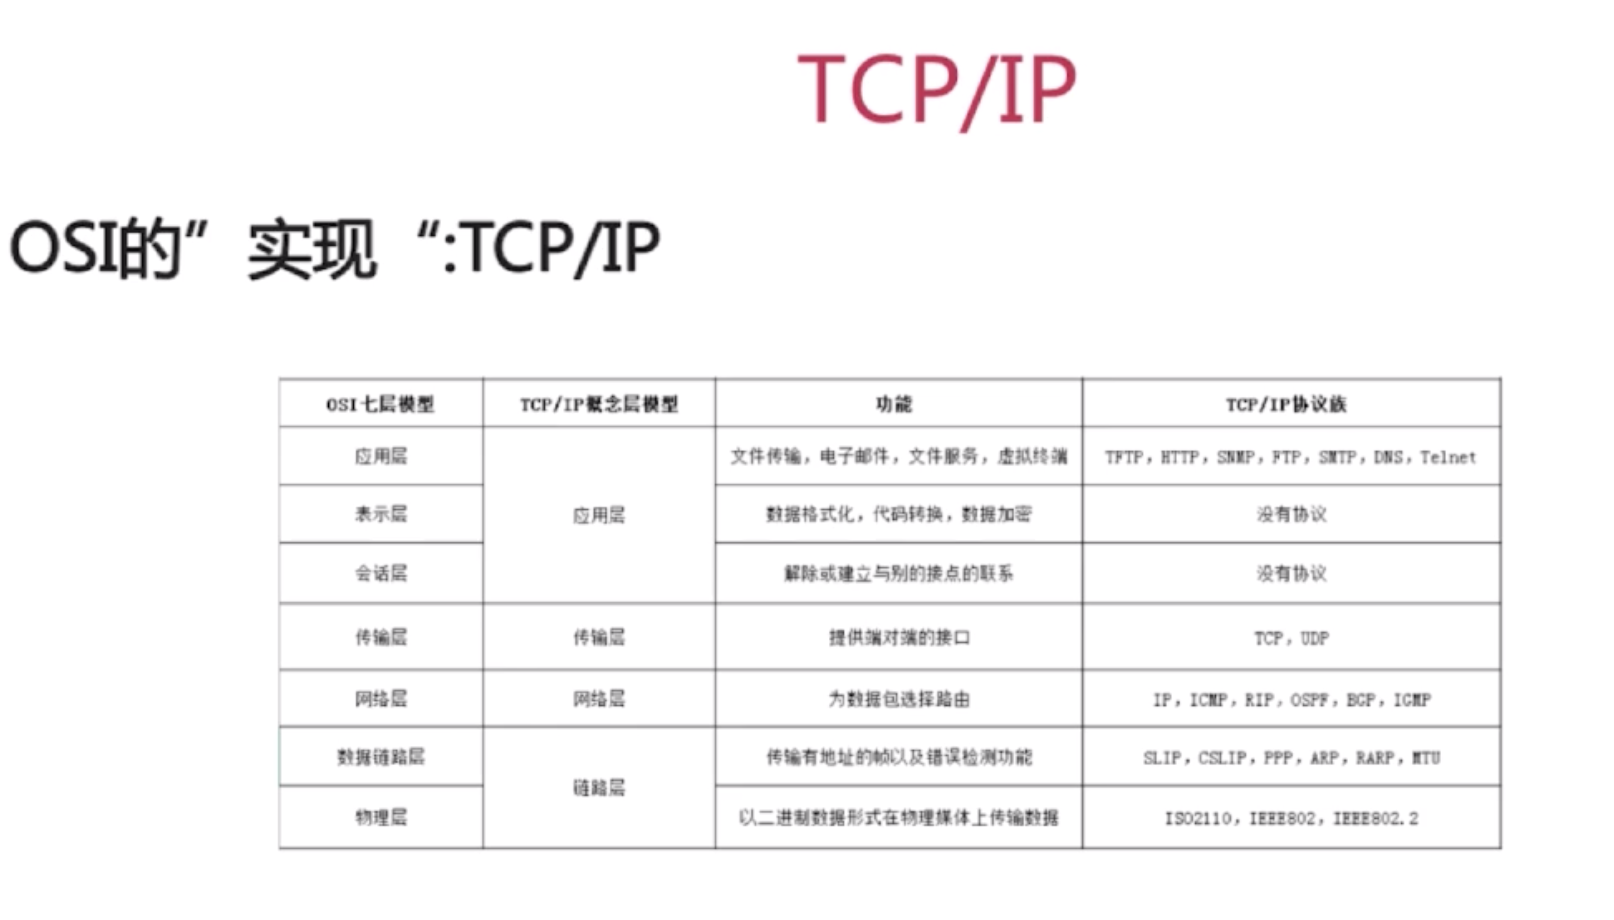 TCP/IP
OSI的”实现“:TCP/IP
OSI七层模型 TCP/IP概念层模型 功能 TCP/IP协议族
应用层 应用层 文件传输，电子邮件，文件服务，虚拟终端 TFTP，HTTP，SNMP，FTP，SMTP，DNS，Telnet
表示层 数据格式化，代码转换，数据加密 没有协议
会话层 解除或建立与别的接点的联系 没有协议
传输层 传输层 提供端对端的接口 TCP，UDP
网络层 网络层 为数据包选择路由 IP，ICMP，RIP，OSPF，BGP，IGMP
数据链路层 链路层 传输有地址的帧以及错误检测功能 SLIP，CSLIP，PPP，ARP，RARP，MTU
物理层 以二进制数据形式在物理媒体上传输数据 ISO2110，IEEE802，IEEE802.2